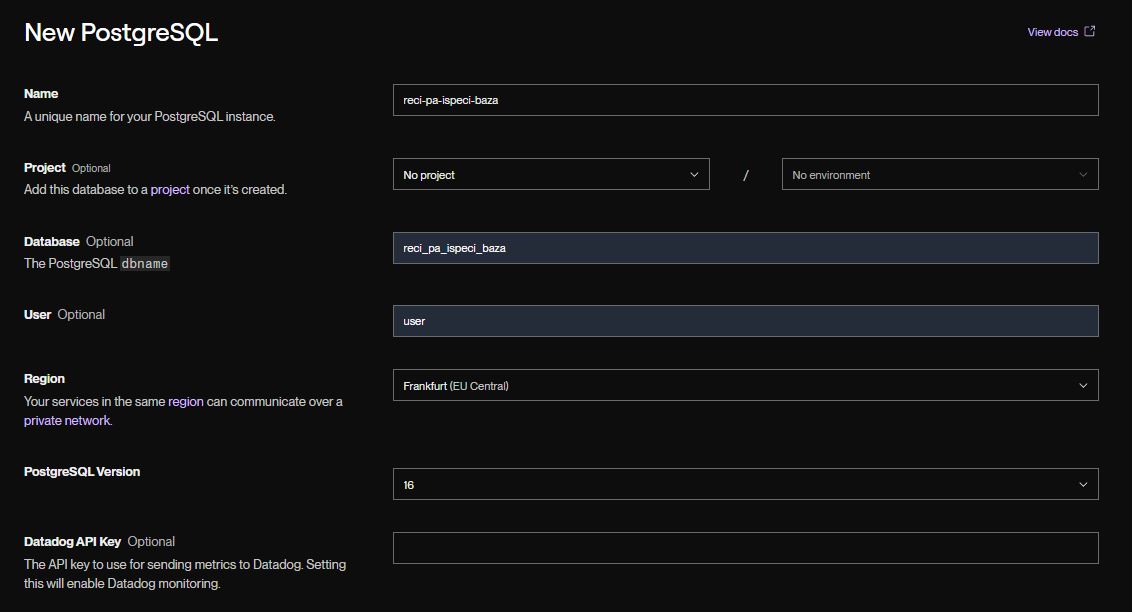 New PostgreSQL
View docs
Name
A unique name for your PostgreSQL instance.
reci-pa-ispeci-baza
Project Optional
Add this database to a project once it's created.
No project
/
No environment
Database Optional
The PostgreSQL dbname
reci_pa_ispeci_baza
User Optional
user
Region
Your services in the same region can communicate over a
private network.
Frankfurt (EU Central)
PostgreSQL Version
16
Datadog API Key Optional
The API key to use for sending metrics to Datadog. Setting
this will enable Datadog monitoring.